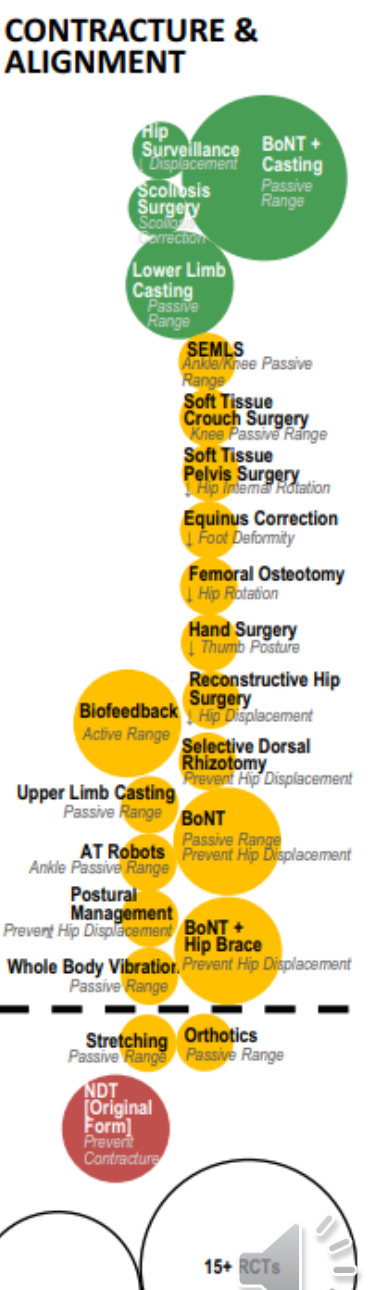 CONTRACTURE &
ALIGNMENT
Hip
Surveillance
↓ Displacement
BoNT +
Casting
Passive
Range
Scoliosis
Surgery
Scoliosis
Correction
Lower Limb
Casting
Passive
Range
SEMLS
Ankle/Knee Passive
Range
Soft Tissue
Crouch Surgery
Knee Passive Range
Soft Tissue
Pelvis Surgery
↓ Hip Internal Rotation
Equinus Correction
↓ Foot Deformity
Femoral Osteotomy
↓ Hip Rotation
Hand Surgery
↓ Thumb Posture
Reconstructive Hip
Surgery
↓ Hip Displacement
Biofeedback
Active Range
Selective Dorsal
Rhizotomy
Prevent Hip Displacement
Upper Limb Casting
Passive Range
BoNT
Passive Range
Prevent Hip Displacement
AT Robots
Ankle Passive Range
Postural
Management
Prevent Hip Displacement
BoNT +
Hip Brace
Prevent Hip Displacement
Whole Body Vibration
Passive Range
Stretching
Passive Range
Orthotics
Passive Range
NDT
[Original
Form]
Prevent
Contracture
15+ RCTs